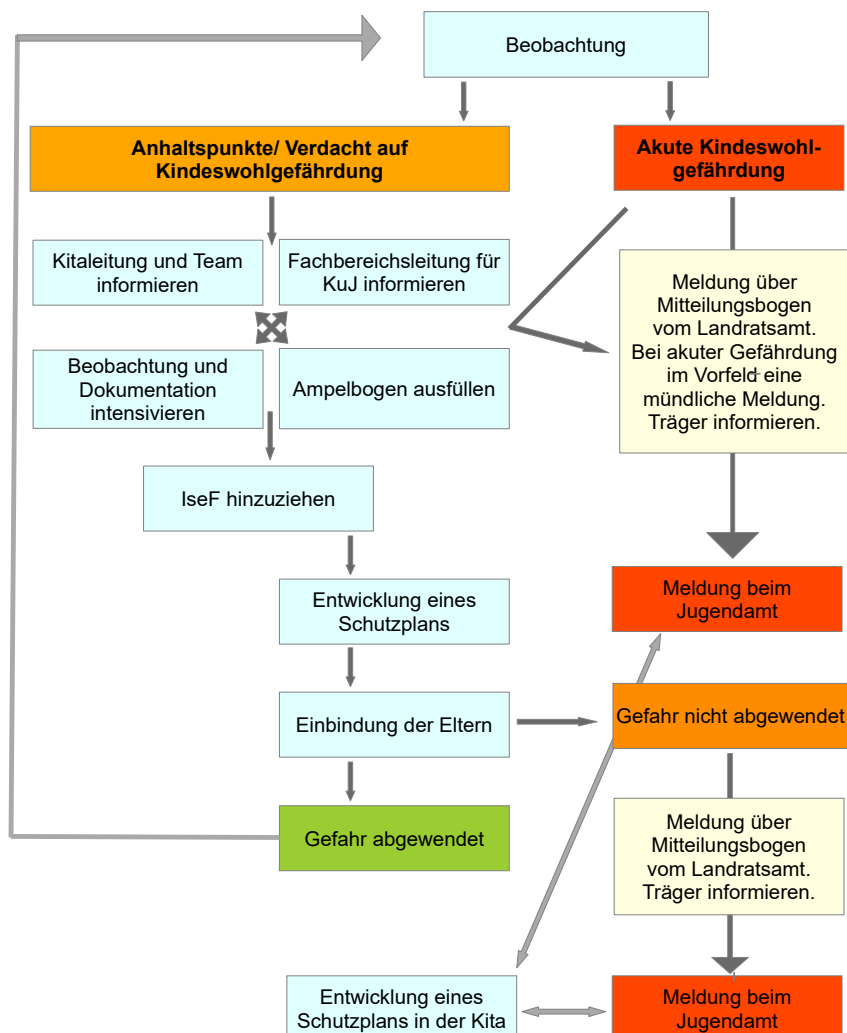 Beobachtung
Anhaltspunkte/ Verdacht auf
Kindeswohlgefährdung
Akute Kindeswohl-
gefährdung
Kitaleitung und Team
informieren
Fachbereichsleitung für
KuJ informieren
Beobachtung und
Dokumentation
intensivieren
Ampelbogen ausfüllen
Meldung über
Mitteilungsbogen
vom Landratsamt.
Bei akuter Gefährdung
im Vorfeld eine
mündliche Meldung.
Träger informieren.
IseF hinzuziehen
Entwicklung eines
Schutzplans
Meldung beim
Jugendamt
Einbindung der Eltern
Gefahr nicht abgewendet
Gefahr abgewendet
Meldung über
Mitteilungsbogen
vom Landratsamt.
Träger informieren.
Entwicklung eines
Schutzplans in der Kita
Meldung beim
Jugendamt